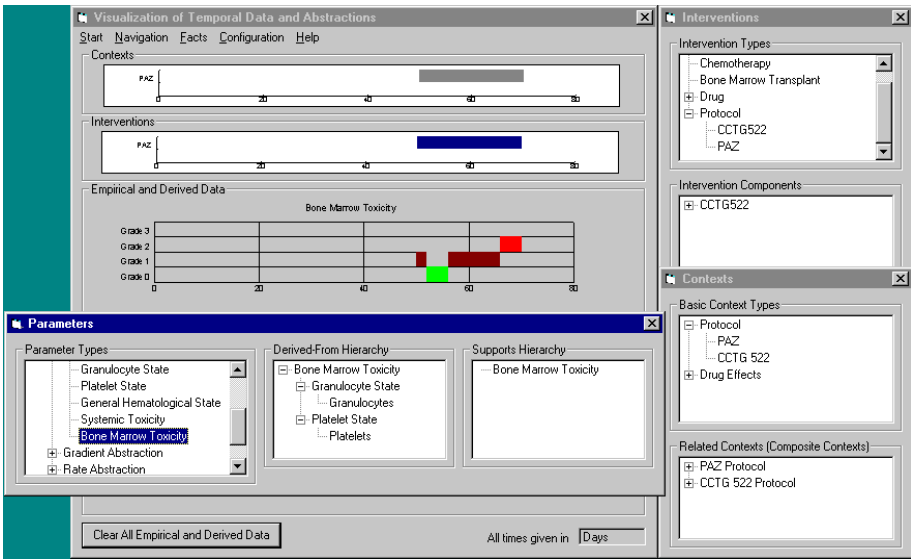 Visualization of Temporal Data and Abstractions
Start Navigation Facts Configuration Help
Contexts
PAZ
0 20 40 60 80
Interventions
PAZ
0 20 40 60 80
Empirical and Derived Data
Bone Marrow Toxicity
Grade 3
Grade 2
Grade 1
Grade 0
0 20 40 60 80
Clear All Empirical and Derived Data
All times given in Days
Interventions
Intervention Types
Chemotherapy
Bone Marrow Transplant
Drug
Protocol
CCTG522
PAZ
Intervention Components
CCTG522
Contexts
Basic Context Types
Protocol
PAZ
CCTG 522
Drug Effects
Related Contexts (Composite Contexts)
PAZ Protocol
CCTG 522 Protocol
Parameters
Parameter Types
Granulocyte State
Platelet State
General Hematological State
Systemic Toxicity
Bone Marrow Toxicity
Gradient Abstraction
Rate Abstraction
Derived-From Hierarchy
Bone Marrow Toxicity
Granulocyte State
Granulocytes
Platelet State
Platelets
Supports Hierarchy
Bone Marrow Toxicity